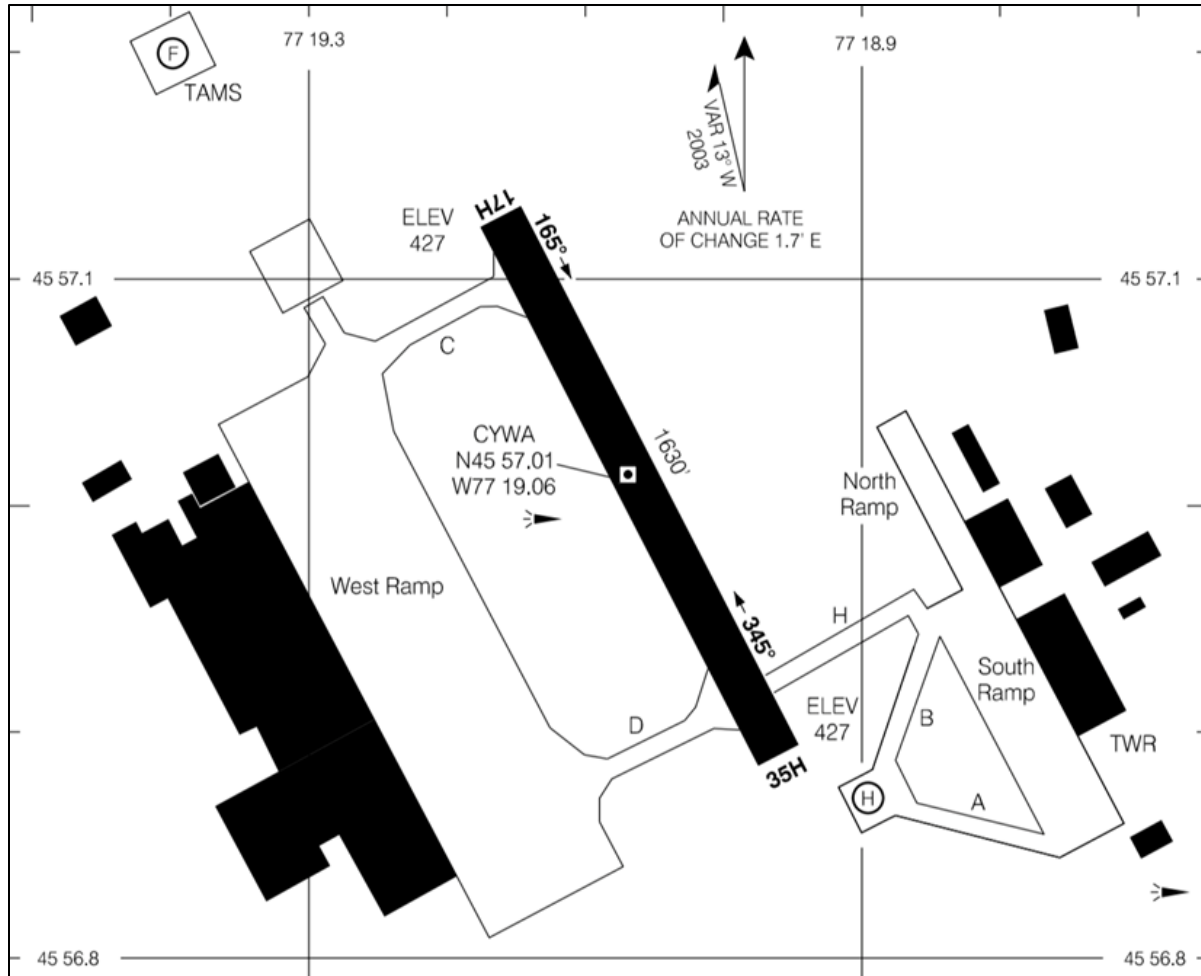 77 19.3
77 18.9
F
TAMS
VAR 13° W
2003
ANNUAL RATE
OF CHANGE 1.7' E
17H
165°
ELEV
427
45 57.1
45 57.1
C
CYWA
N45 57.01
W77 19.06
1630'
North
Ramp
West Ramp
345°
H
South
Ramp
ELEV
427
B
D
TWR
35H
H
A
45 56.8
45 56.8